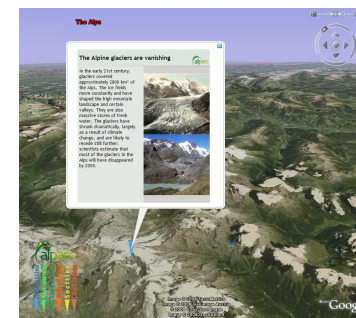 The Alps
The Alpine glaciers are vanishing
alparc
In the early 21st century,
glaciers covered
approximately 2800 km² of
the Alps. The ice fields
move constantly and have
shaped the high mountain
landscape and certain
valleys. They are also
massive stores of fresh
water. The glaciers have
shrunk dramatically, largely
as a result of climate
change, and are likely to
recede still further:
scientists estimate that
most of the glaciers in the
Alps will have disappeared
by 2050.
alparc
Goog